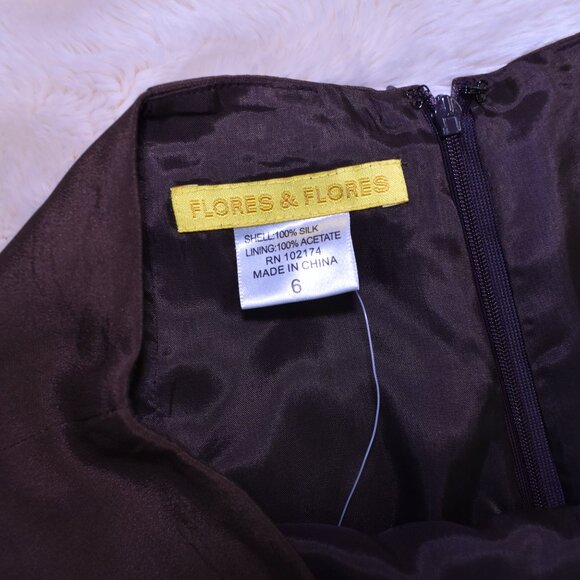 FLORES & FLORES
SHELL:100% SILK
LINING:100% ACETATE
RN 102174
MADE IN CHINA
6